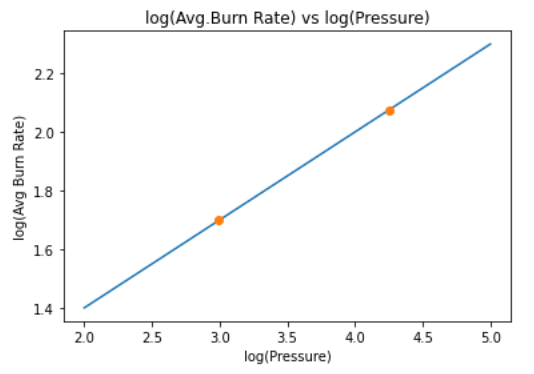 log(Avg.Burn Rate) vs log(Pressure)
log(Avg Burn Rate)
2.2
2.0
1.8
1.6
1.4
2.0 2.5 3.0 3.5 4.0 4.5 5.0
log(Pressure)